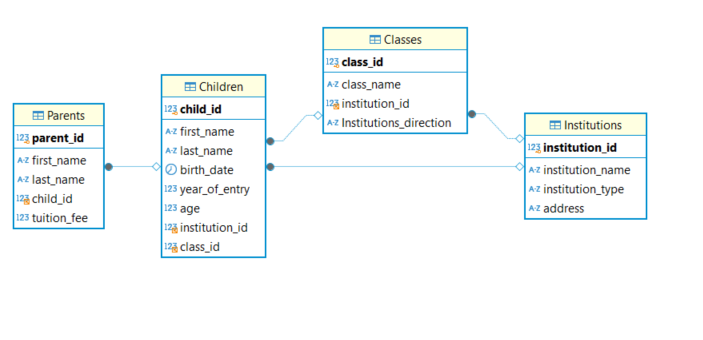 Parents
123 parent_id
A-Z first_name
A-Z last_name
123 child_id
123 tuition_fee
Children
123 child_id
A-Z first_name
A-Z last_name
birth_date
123 year_of_entry
123 age
123 institution_id
123 class_id
Classes
123 class_id
A-Z class_name
123 institution_id
A-Z Institutions_direction
Institutions
123 institution_id
A-Z institution_name
A-Z institution_type
A-Z address